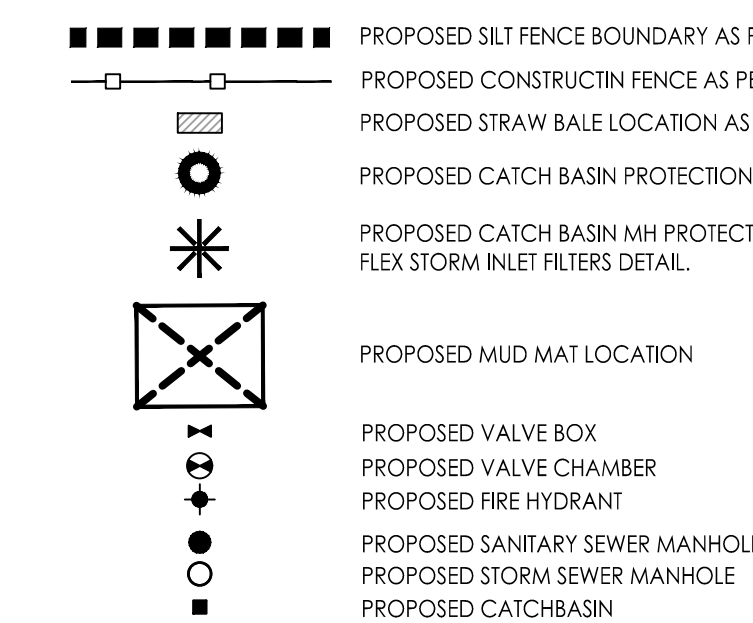 PROPOSED SILT FENCE BOUNDARY AS
PROPOSED CONSTRUCTIN FENCE AS
PROPOSED STRAW BALE LOCATION AS
PROPOSED CATCH BASIN PROTECTION
PROPOSED CATCH BASIN MH PROTECT
FLEX STORM INLET FILTERS DETAIL.
PROPOSED MUD MAT LOCATION
PROPOSED VALVE BOX
PROPOSED VALVE CHAMBER
PROPOSED FIRE HYDRANT
PROPOSED SANITARY SEWER MANHOL
PROPOSED STORM SEWER MANHOLE
PROPOSED CATCHBASIN